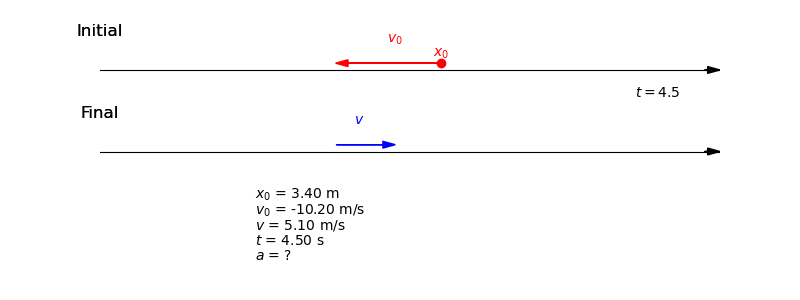 Initial
v₀
x₀
t = 4.5
Final
v
x₀ = 3.40 m
v₀ = -10.20 m/s
v = 5.10 m/s
t = 4.50 s
a = ?